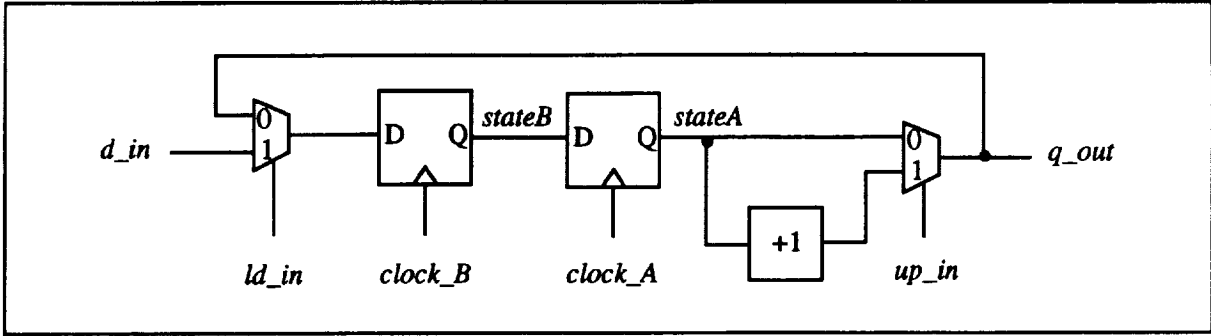 0
1
D Q
stateB
D Q
stateA
0
1
d_in
q_out
+1
ld_in
clock_B
clock_A
up_in